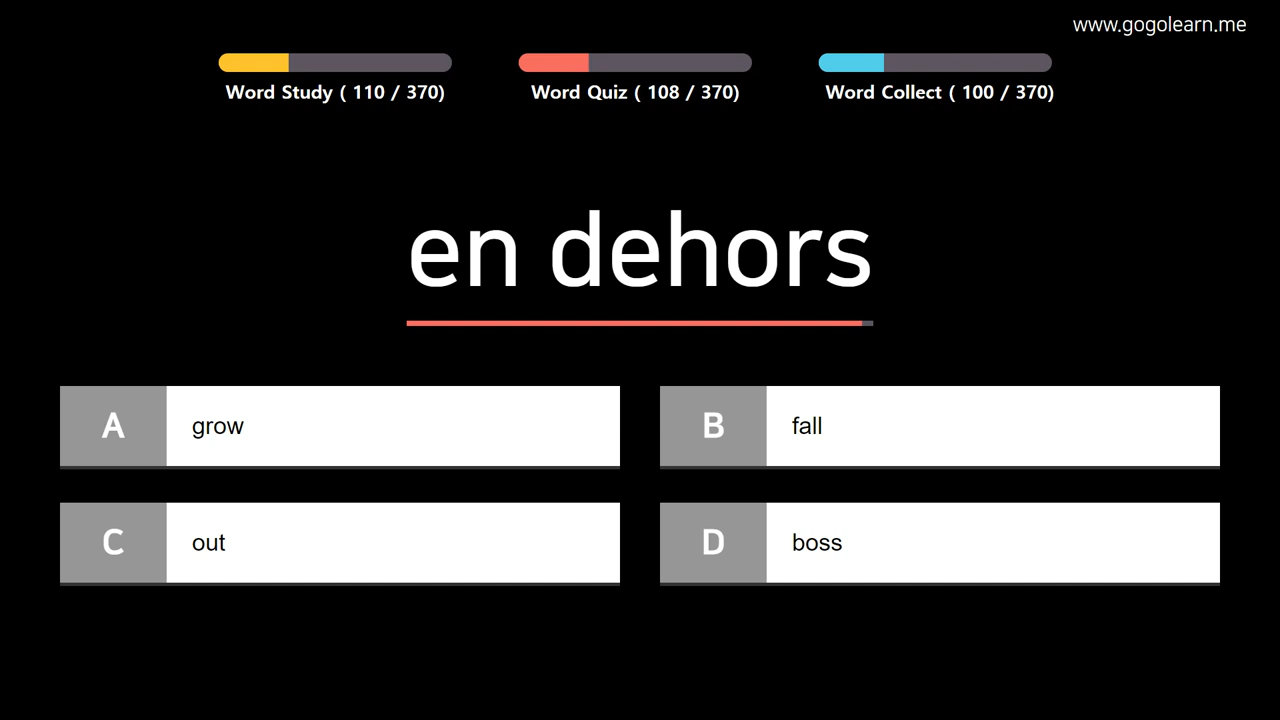 www.gogolearn.me
Word Study ( 110 / 370)
Word Quiz ( 108 / 370)
Word Collect ( 100 / 370)
en dehors
A grow
B fall
C out
D boss